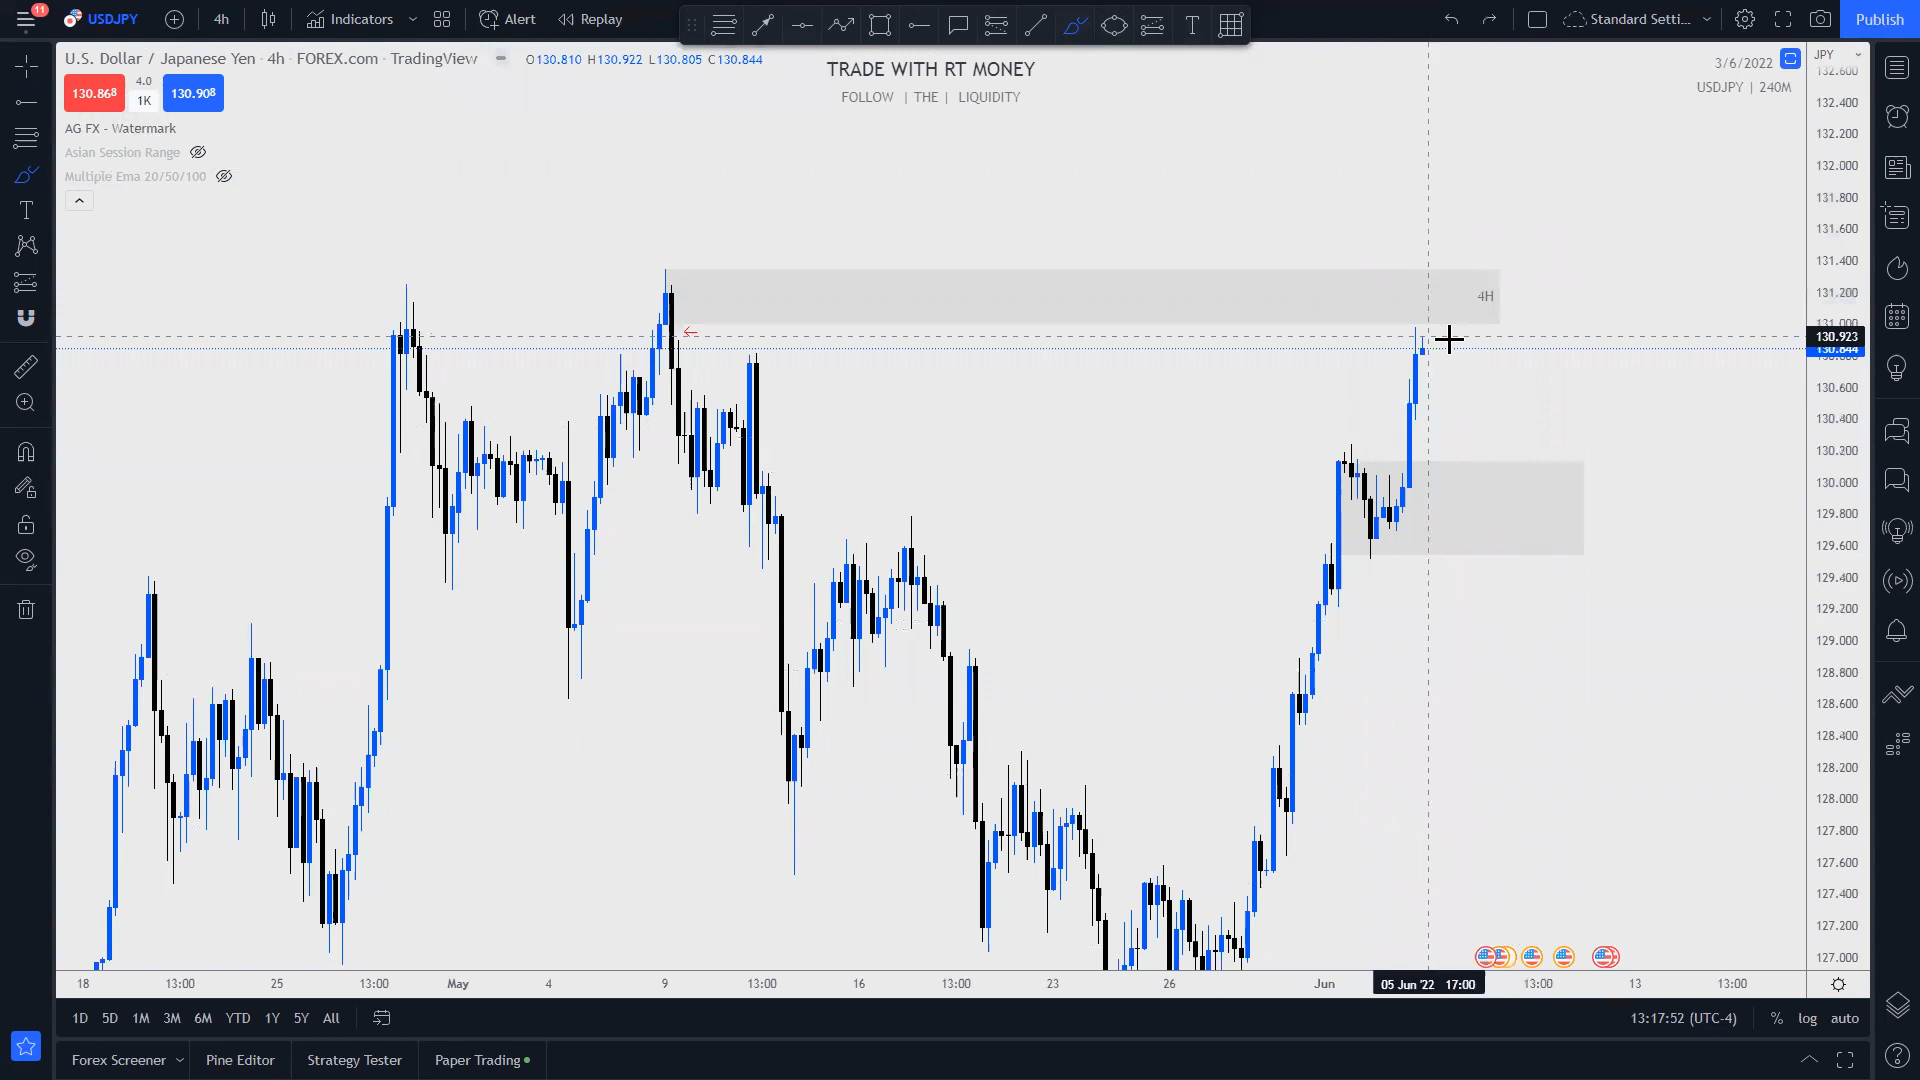 11
USDJPY
4h
Indicators
Alert
Replay
Standard Setti...
Publish
U.S. Dollar / Japanese Yen · 4h · FOREX.com · TradingView
O130.810 H130.922 L130.805 C130.844
130.868
4.0
1K
130.908
AG FX - Watermark
Asian Session Range
Multiple Ema 20/50/100
TRADE WITH RT MONEY
FOLLOW | THE | LIQUIDITY
3/6/2022
USDJPY | 240M
JPY
132.600
132.400
132.200
132.000
131.800
131.600
131.400
131.200
131.000
130.923
130.844
130.600
130.400
130.200
130.000
129.800
129.600
129.400
129.200
129.000
128.800
128.600
128.400
128.200
128.000
127.800
127.600
127.400
127.200
127.000
4H
18
13:00
25
13:00
May
4
9
13:00
16
13:00
23
26
Jun
05 Jun '22 17:00
13:00
13
13:00
1D
5D
1M
3M
6M
YTD
1Y
5Y
All
13:17:52 (UTC-4)
%
log
auto
Forex Screener
Pine Editor
Strategy Tester
Paper Trading